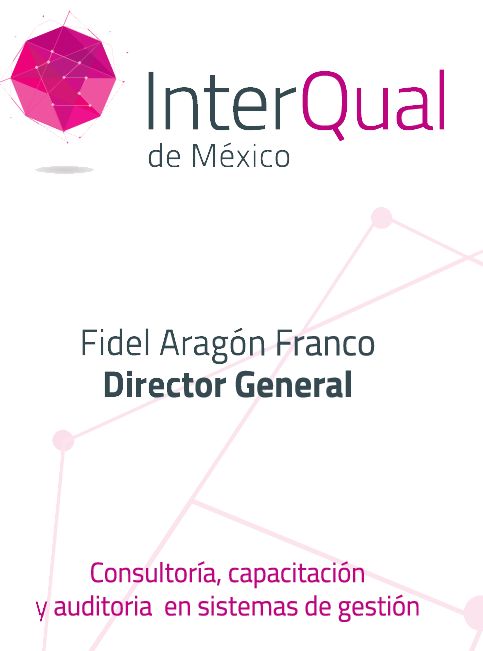 InterQual
de México
Fidel Aragón Franco
Director General
Consultoría, capacitación
y auditoria en sistemas de gestión